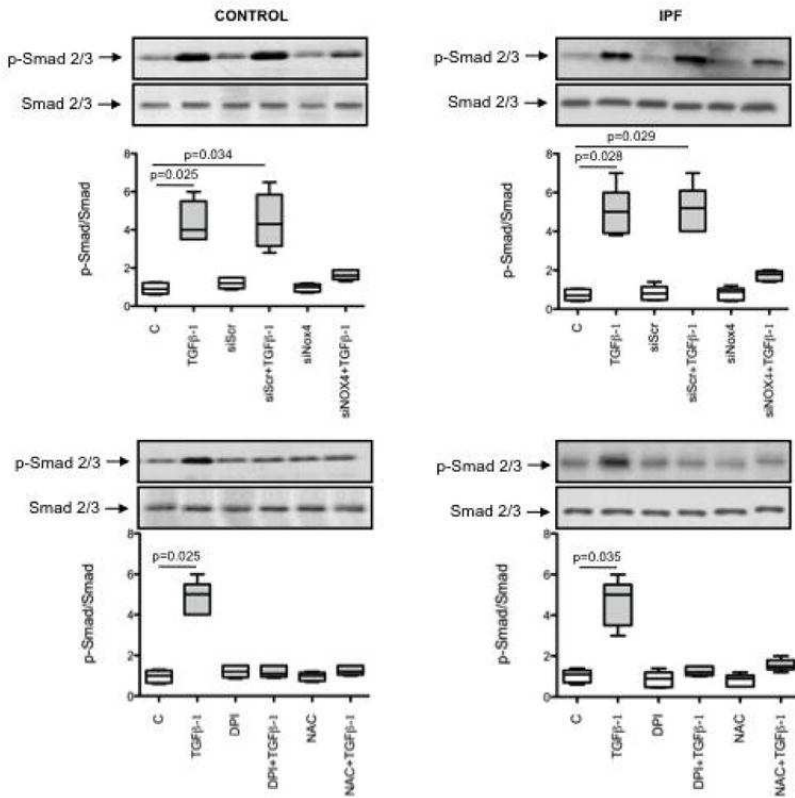 CONTROL
p-Smad 2/3
Smad 2/3
p-Smad/Smad
8
6
4
2
0
p=0.034
p=0.025
C
TGFβ-1
siScr
siScr+TGFβ-1
siNox4
siNOX4+TGFβ-1
IPF
p-Smad 2/3
Smad 2/3
p-Smad/Smad
8
6
4
2
0
p=0.029
p=0.028
C
TGFβ-1
siScr
siScr+TGFβ-1
siNox4
siNOX4+TGFβ-1
p-Smad 2/3
Smad 2/3
p-Smad/Smad
8
6
4
2
0
p=0.025
C
TGFβ-1
DPI
DPI+TGFβ-1
NAC
NAC+TGFβ-1
p-Smad 2/3
Smad 2/3
p-Smad/Smad
8
6
4
2
0
p=0.035
C
TGFβ-1
DPI
DPI+TGFβ-1
NAC
NAC+TGFβ-1